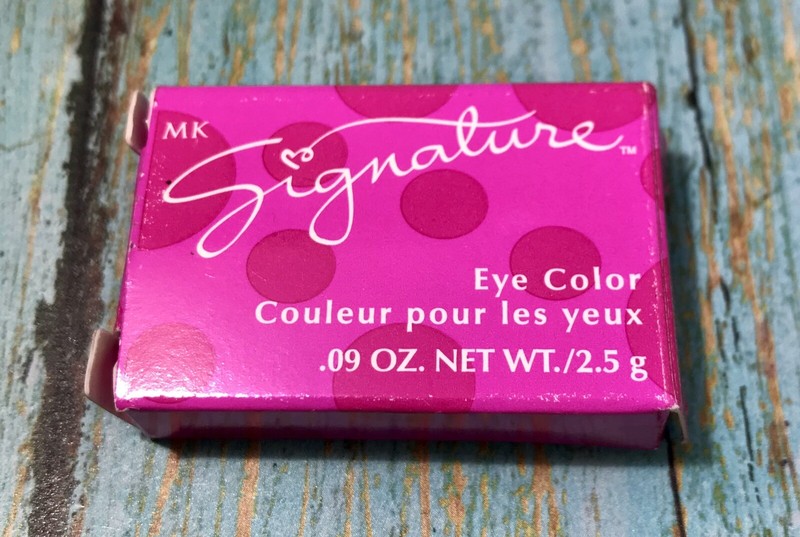 MK
Signature™
Eye Color
Couleur pour les yeux
.09 OZ. NET WT./2.5 g